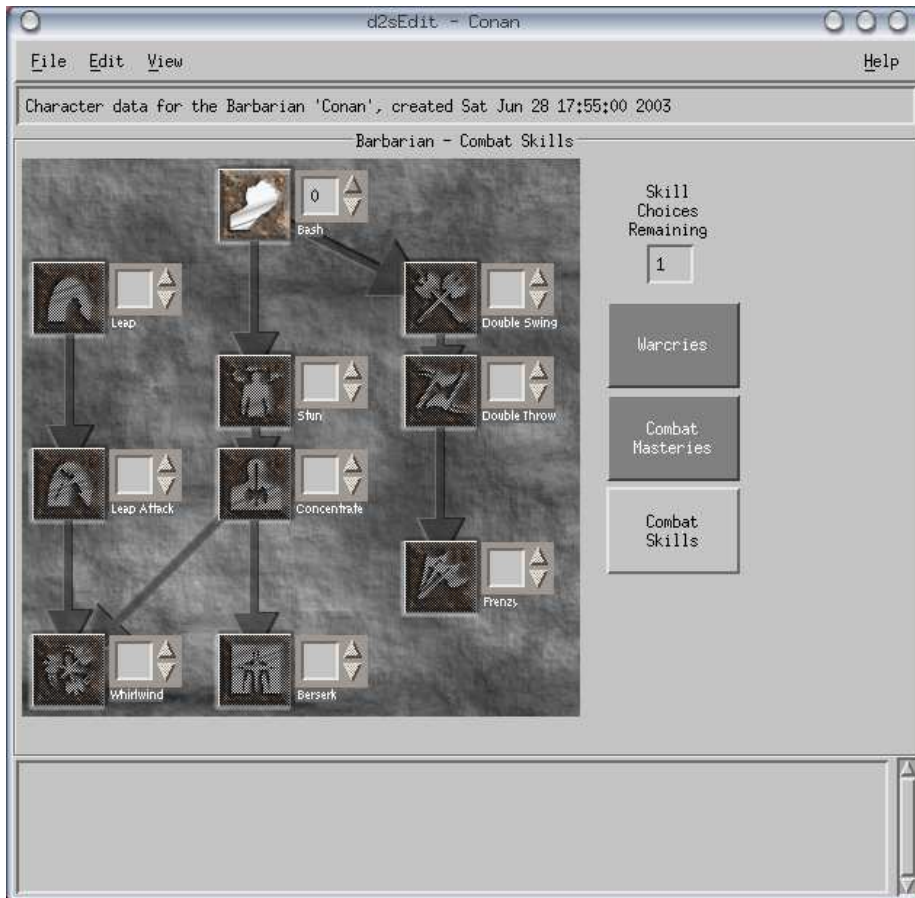 d2sEdit - Conan
File Edit View Help
Character data for the Barbarian 'Conan', created Sat Jun 28 17:55:00 2003
Barbarian - Combat Skills
0
Bash
Skill
Choices
Remaining
1
Leap
Double Swing
Warcries
Stun
Double Throw
Combat
Masteries
Leap Attack
Concentrate
Combat
Skills
Frenzy
Whirlwind
Berserk